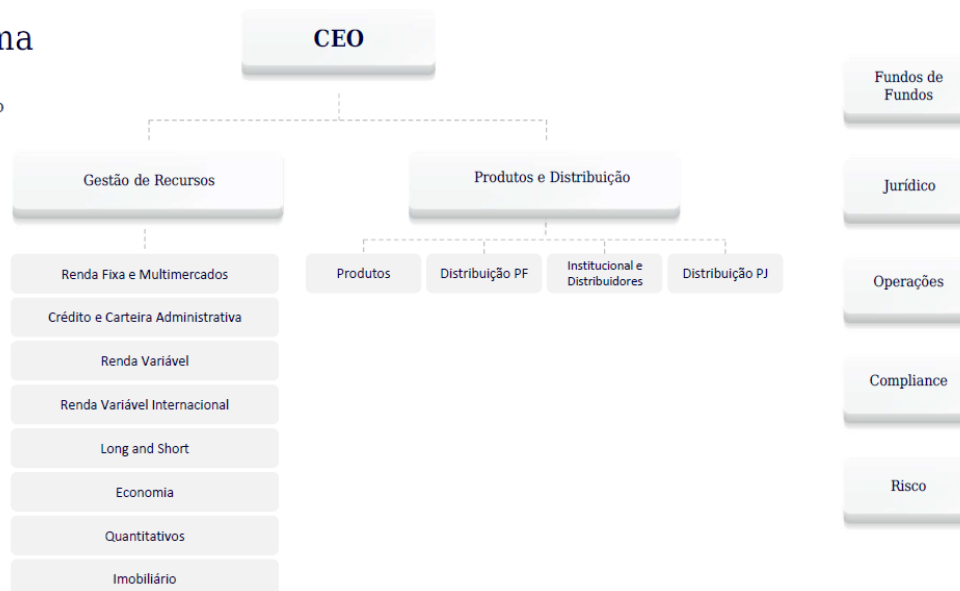 CEO
Gestão de Recursos
Produtos e Distribuição
Renda Fixa e Multimercados
Crédito e Carteira Administrativa
Renda Variável
Renda Variável Internacional
Long and Short
Economia
Quantitativos
Imobiliário
Produtos
Distribuição PF
Institucional e
Distribuidores
Distribuição PJ
Fundos de
Fundos
Jurídico
Operações
Compliance
Risco